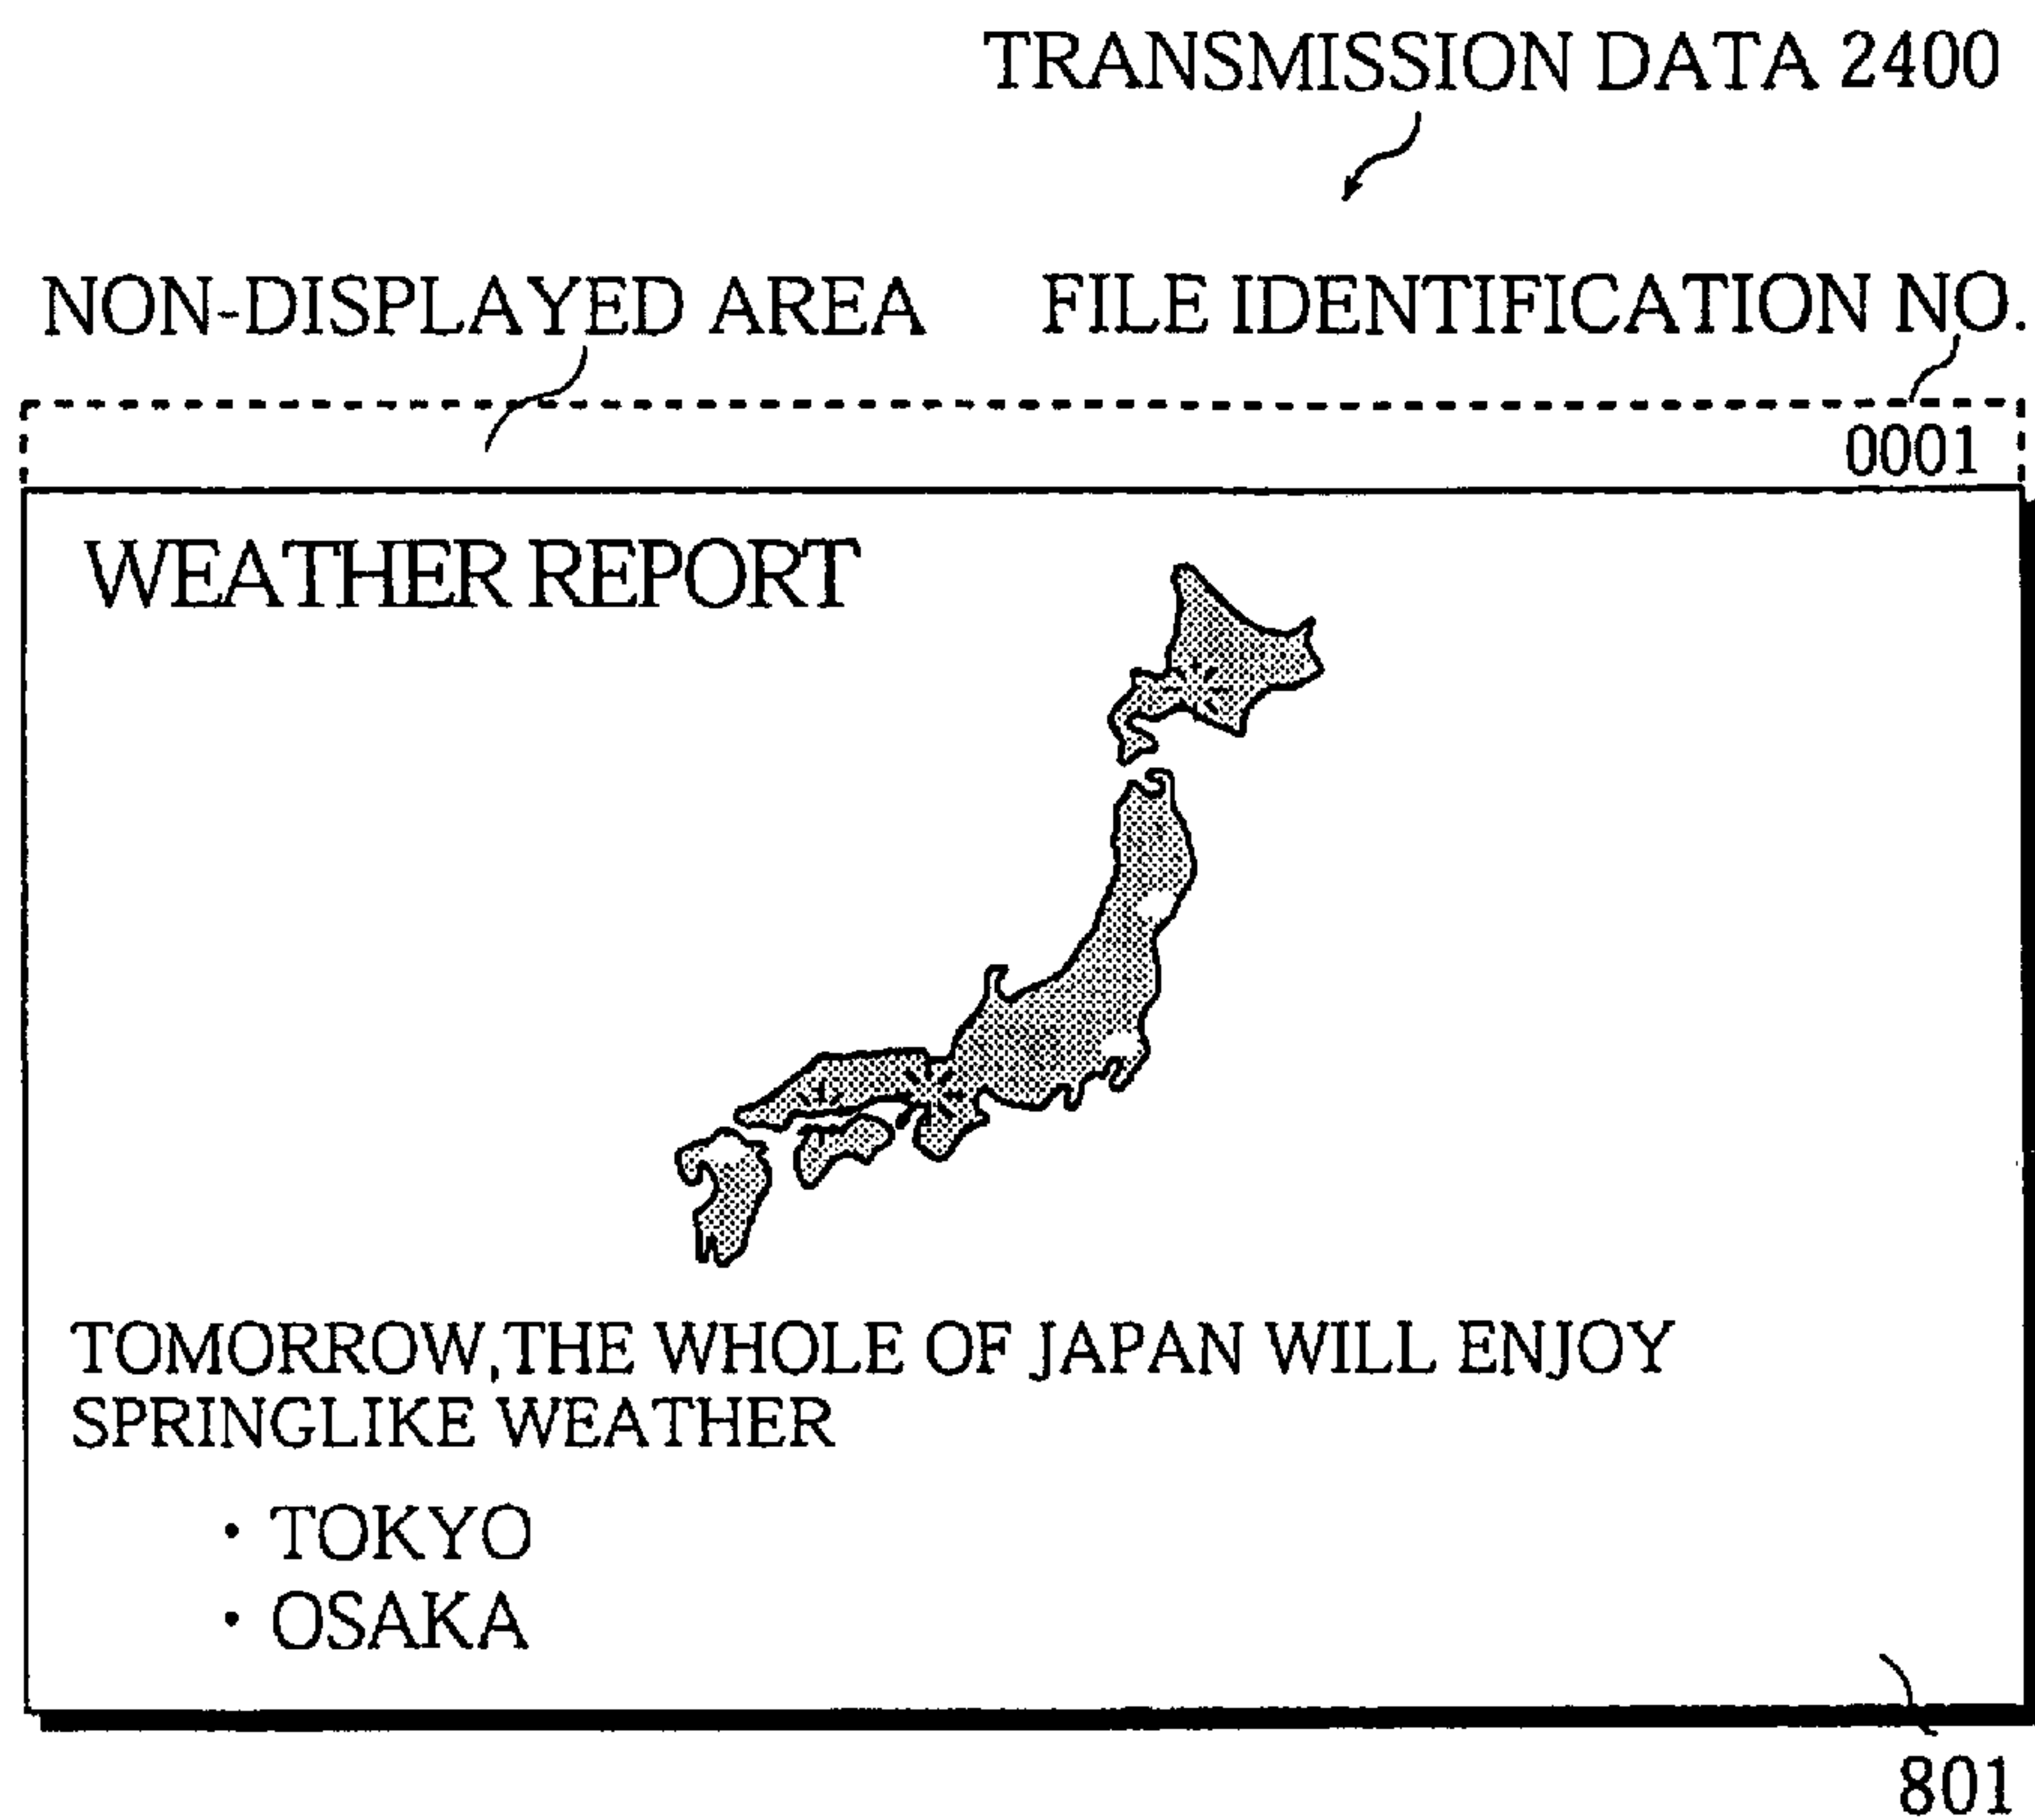 TRANSMISSION DATA 2400
NON-DISPLAYED AREA
FILE IDENTIFICATION NO.
0001
WEATHER REPORT
TOMORROW,THE WHOLE OF JAPAN WILL ENJOY
SPRINGLIKE WEATHER
・TOKYO
・OSAKA
801